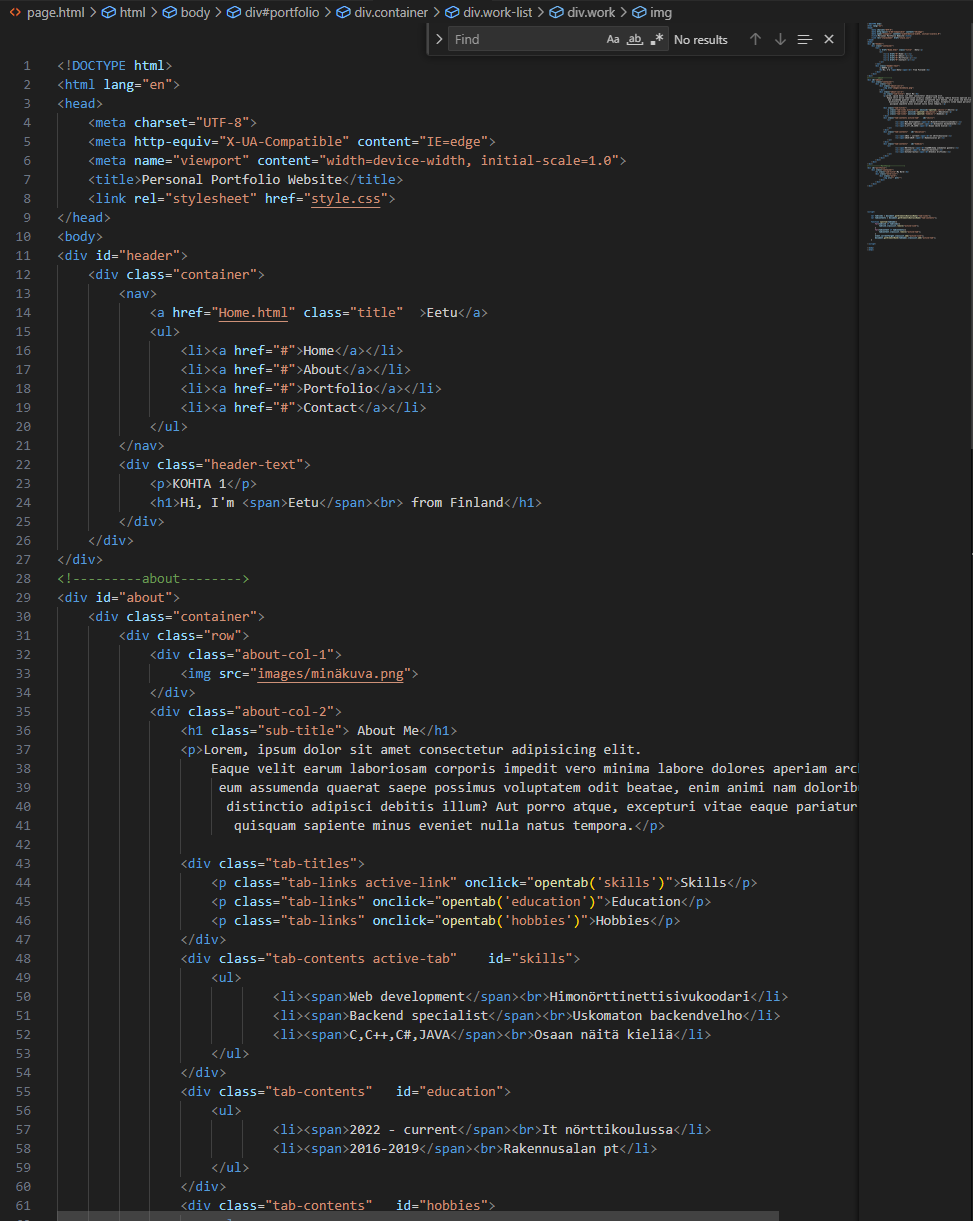 page.html > html > body > div#portfolio > div.container > div.work-list > div.work > img
Find Aa ab No results
1 <!DOCTYPE html>
2 <html lang="en">
3 <head>
4 <meta charset="UTF-8">
5 <meta http-equiv="X-UA-Compatible" content="IE=edge">
6 <meta name="viewport" content="width=device-width, initial-scale=1.0">
7 <title>Personal Portfolio Website</title>
8 <link rel="stylesheet" href="style.css">
9 </head>
10 <body>
11 <div id="header">
12 <div class="container">
13 <nav>
14 <a href="Home.html" class="title"  >Eetu</a>
15 <ul>
16 <li><a href="#">Home</a></li>
17 <li><a href="#">About</a></li>
18 <li><a href="#">Portfolio</a></li>
19 <li><a href="#">Contact</a></li>
20 </ul>
21 </nav>
22 <div class="header-text">
23 <p>KOHTA 1</p>
24 <h1>Hi, I'm <span>Eetu</span><br> from Finland</h1>
25 </div>
26 </div>
27 </div>
28 <!---------about-------->
29 <div id="about">
30 <div class="container">
31 <div class="row">
32 <div class="about-col-1">
33 <img src="images/minäkuva.png">
34 </div>
35 <div class="about-col-2">
36 <h1 class="sub-title"> About Me</h1>
37 <p>Lorem, ipsum dolor sit amet consectetur adipisicing elit.
38 Eaque velit earum laboriosam corporis impedit vero minima labore dolores aperiam arc
39 eum assumenda quaerat saepe possimus voluptatem odit beatae, enim animi nam dolorib
40 distinctio adipisci debitis illum? Aut porro atque, excepturi vitae eaque pariatur
41 quisquam sapiente minus eveniet nulla natus tempora.</p>
42
43 <div class="tab-titles">
44 <p class="tab-links active-link" onclick="opentab('skills')">Skills</p>
45 <p class="tab-links" onclick="opentab('education')">Education</p>
46 <p class="tab-links" onclick="opentab('hobbies')">Hobbies</p>
47 </div>
48 <div class="tab-contents active-tab"    id="skills">
49 <ul>
50 <li><span>Web development</span><br>Himonörttinettisivukoodari</li>
51 <li><span>Backend specialist</span><br>Uskomaton backendvelho</li>
52 <li><span>C,C++,C#,JAVA</span><br>Osaan näitä kieliä</li>
53 </ul>
54 </div>
55 <div class="tab-contents"   id="education">
56 <ul>
57 <li><span>2022 - current</span><br>It nörttikoulussa</li>
58 <li><span>2016-2019</span><br>Rakennusalan pt</li>
59 </ul>
60 </div>
61 <div class="tab-contents"   id="hobbies">